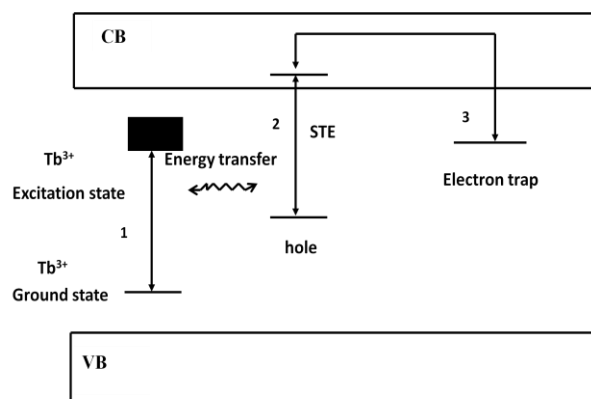 CB
2
3
STE
Tb³⁺
Energy transfer
Excitation state
Electron trap
1
hole
Tb³⁺
Ground state
VB